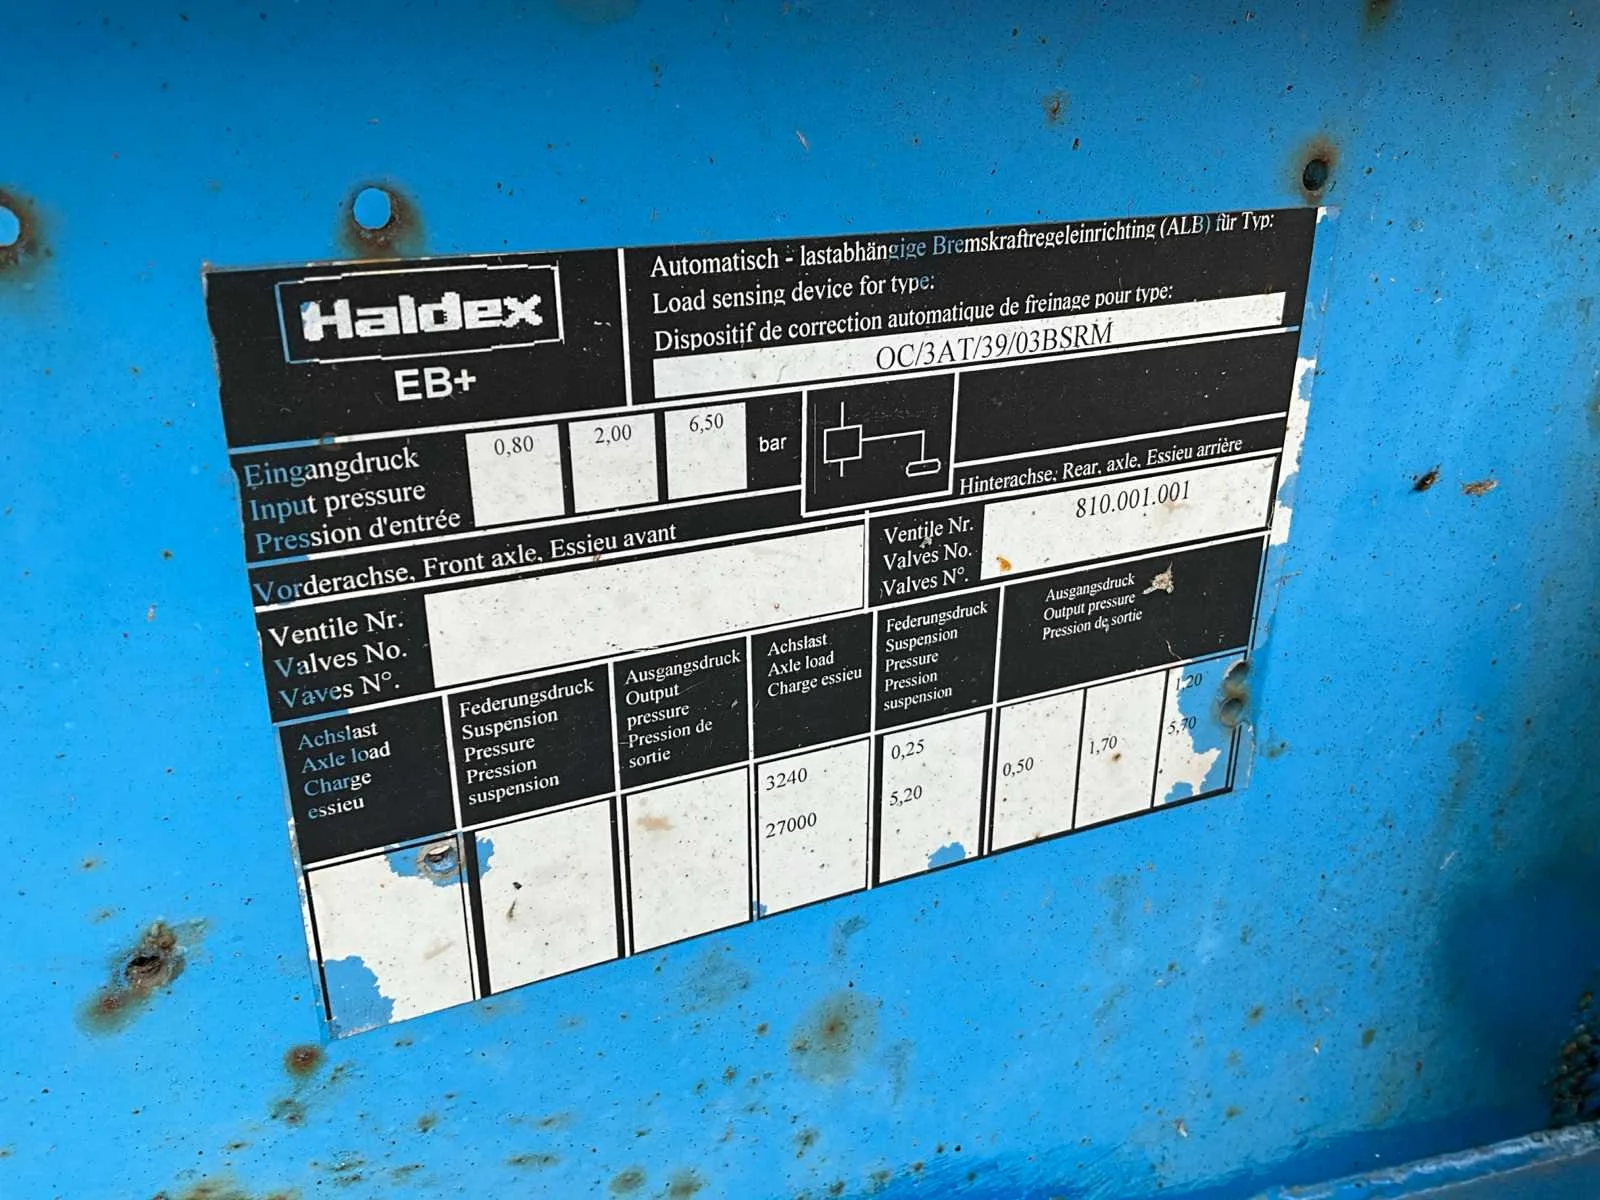 Haldex
EB+
Automatisch - lastabhängige Bremskraftregeleinrichting (ALB) für Typ:
Load sensing device for type:
Dispositif de correction automatique de freinage pour type:
OC/3AT/39/03BSRM
Eingangdruck
Input pressure
Pression d'entrée
0,80 2,00 6,50 bar
Vorderachse, Front axle, Essieu avant
Ventile Nr.
Valves No.
Vaves N°.
Hinterachse, Rear, axle, Essieu arrière
Ventile Nr.
Valves No.
Valves N°.
810.001.001
Achslast
Axle load
Charge
essieu
Federungsdruck
Suspension
Pressure
Pression
suspension
Ausgangsdruck
Output
pressure
Pression de
sortie
Achslast
Axle load
Charge essieu
Federungsdruck
Suspension
Pressure
Pression
suspension
Ausgangsdruck
Output pressure
Pression de sortie
3240 0,25 0,50 1,70 1,20
27000 5,20 5,70